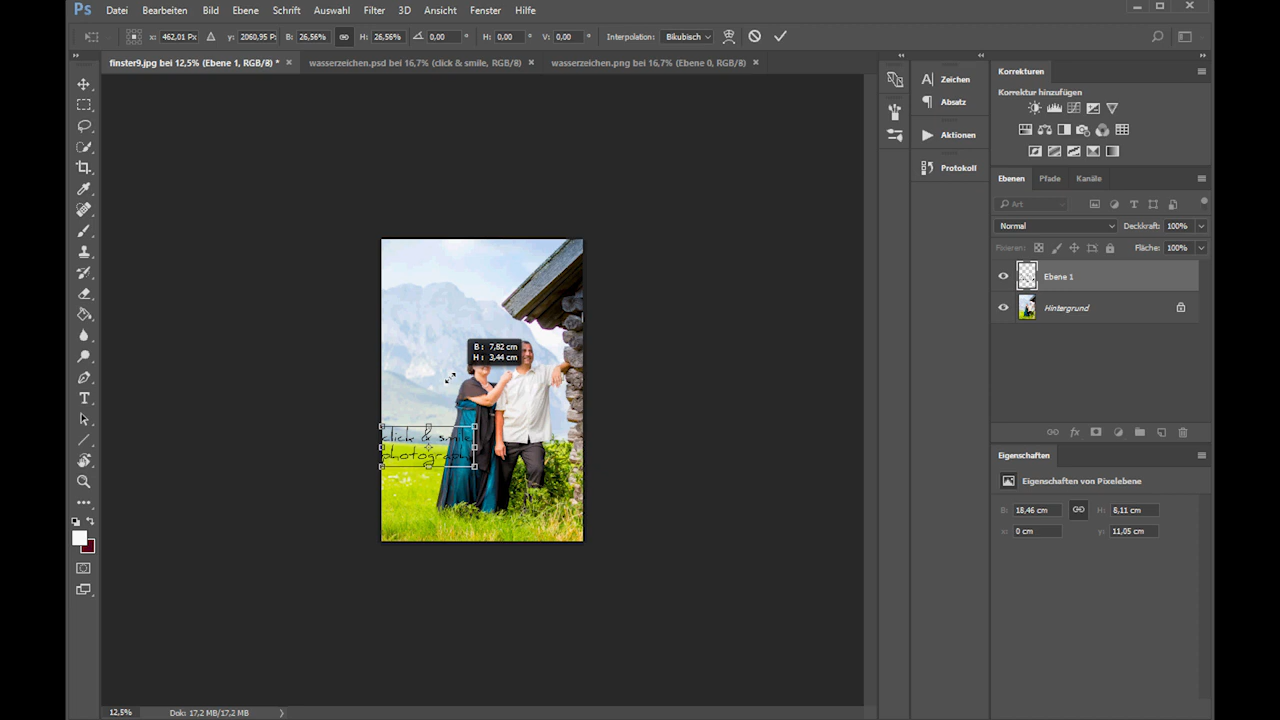 Ps Datei Bearbeiten Bild Ebene Schrift Auswahl Filter 3D Ansicht Fenster Hilfe
x: 462,01 Px y: 2060,95 P: B: 26,56% H: 26,56% 0,00 ° H: 0,00 ° V: 0,00 ° Interpolation: Bikubisch
finster9.jpg bei 12,5% (Ebene 1, RGB/8) * × wasserzeichen.psd bei 16,7% (click & smile, RGB/8) × wasserzeichen.png bei 16,7% (Ebene 0, RGB/8) ×
Zeichen
Absatz
Aktionen
Protokoll
Korrekturen
Korrektur hinzufügen
Ebenen Pfade Kanäle
Art
Normal Deckkraft: 100%
Fixieren: Fläche: 100%
Ebene 1
Hintergrund
B: 7,82 cm
H: 3,44 cm
click & smile
photograph
Eigenschaften
Eigenschaften von Pixelebene
B: 18,46 cm H: 8,11 cm
x: 0 cm y: 11,05 cm
12,5% Dok: 17,2 MB/17,2 MB